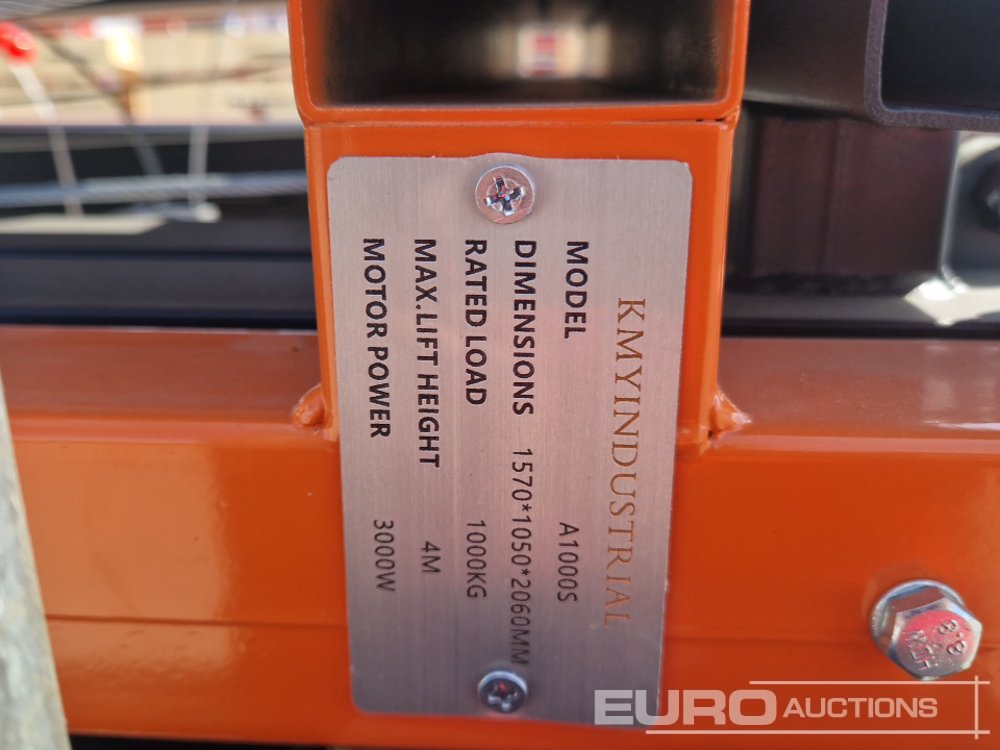 KMYINDUSTRIAL
MODEL A1000S
DIMENSIONS 1570*1050*2060MM
RATED LOAD 1000KG
MAX.LIFT HEIGHT 4M
MOTOR POWER 3000W
8.8
EURO AUCTIONS